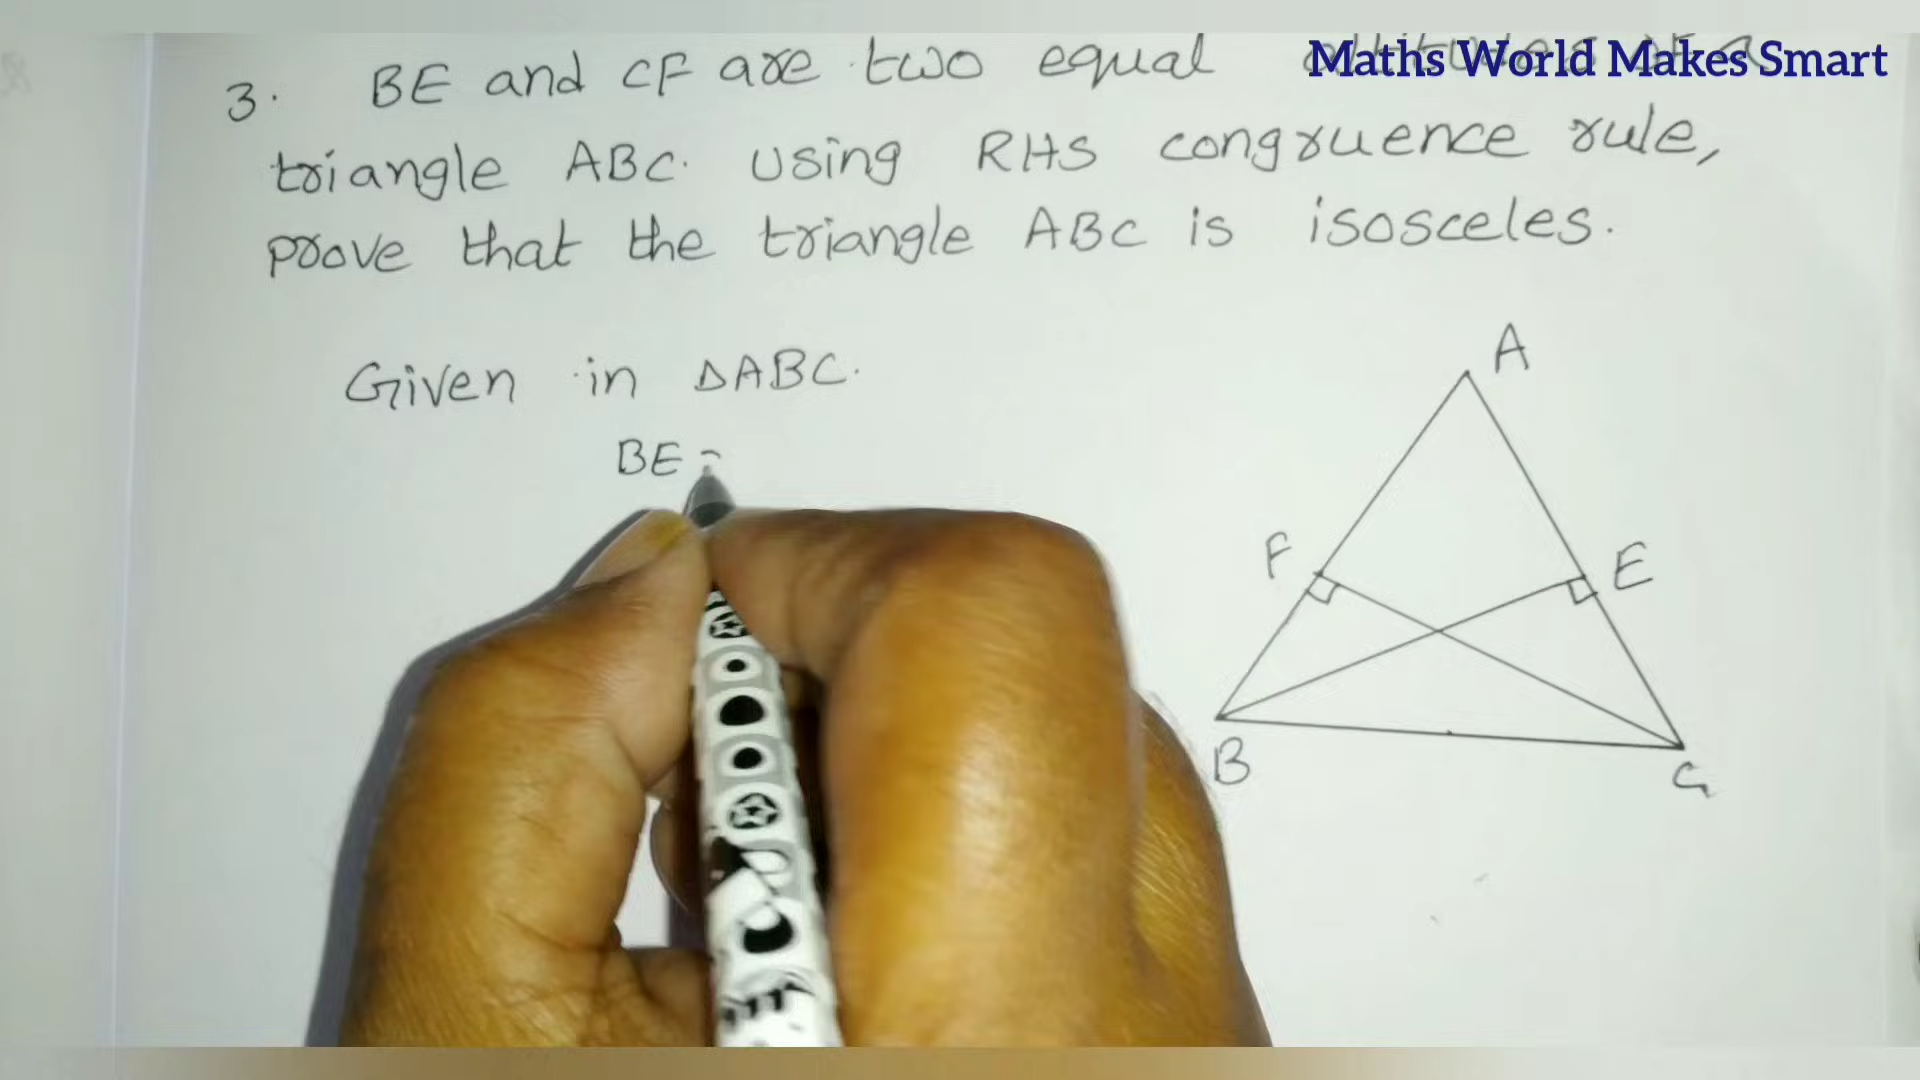 Maths World Makes Smart
3. BE and CF are two equal
triangle ABC. Using RHS congruence rule,
prove that the triangle ABC is isosceles.
Given in ΔABC.
BE =
A
F
E
B
C